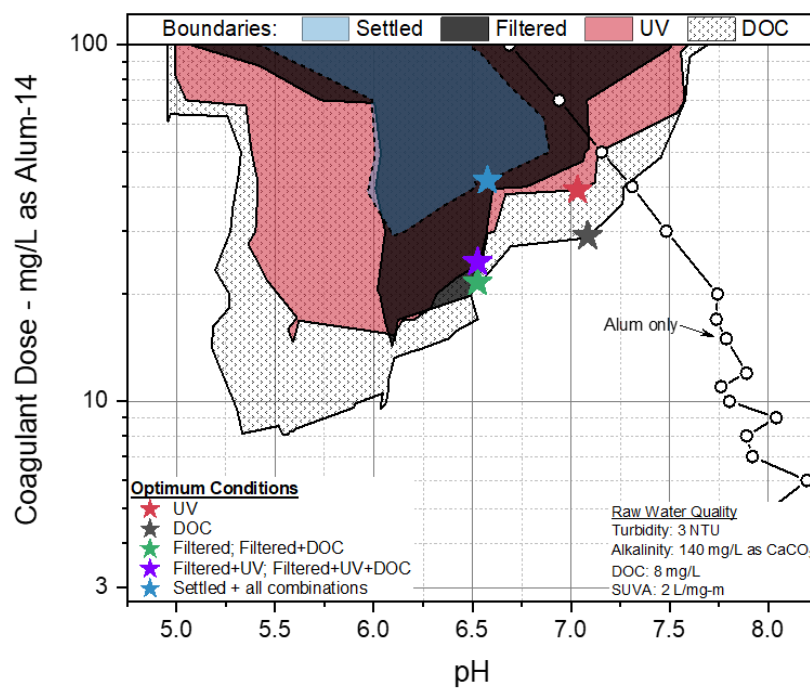 Boundaries: Settled Filtered UV DOC
100
10
3
Coagulant Dose - mg/L as Alum-14
Alum only
Optimum Conditions
UV
DOC
Filtered; Filtered+DOC
Filtered+UV; Filtered+UV+DOC
Settled + all combinations
Raw Water Quality
Turbidity: 3 NTU
Alkalinity: 140 mg/L as CaCO
DOC: 8 mg/L
SUVA: 2 L/mg-m
5.0 5.5 6.0 6.5 7.0 7.5 8.0
pH